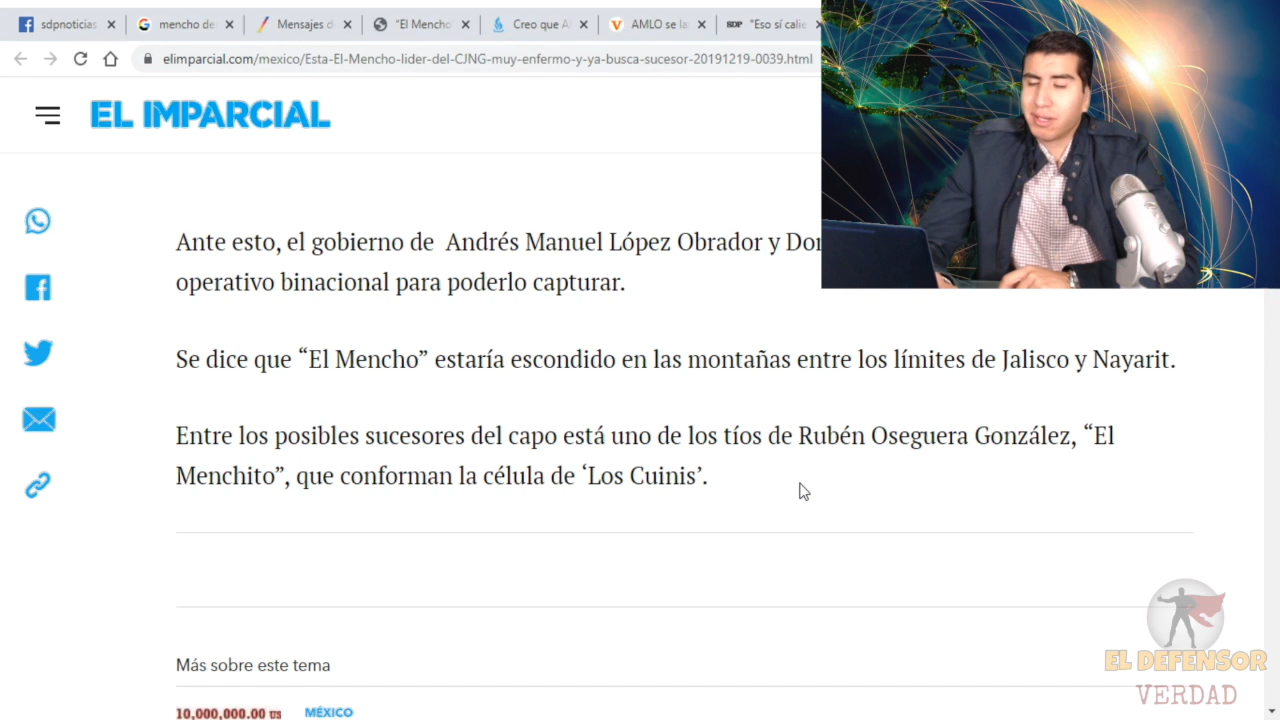 sdpnoticias
mencho de
Mensajes d
"El Mencho
Creo que A
AMLO se la
SDP "Eso sí calie
elimparcial.com/mexico/Esta-El-Mencho-lider-del-CJNG-muy-enfermo-y-ya-busca-sucesor-20191219-0039.html
EL IMPARCIAL
Ante esto, el gobierno de Andrés Manuel López Obrador y Don
operativo binacional para poderlo capturar.
Se dice que “El Mencho” estaría escondido en las montañas entre los límites de Jalisco y Nayarit.
Entre los posibles sucesores del capo está uno de los tíos de Rubén Oseguera González, “El
Menchito”, que conforman la célula de ‘Los Cuinis’.
Más sobre este tema
10,000,000.00 US
MÉXICO
EL DEFENSOR
VERDAD